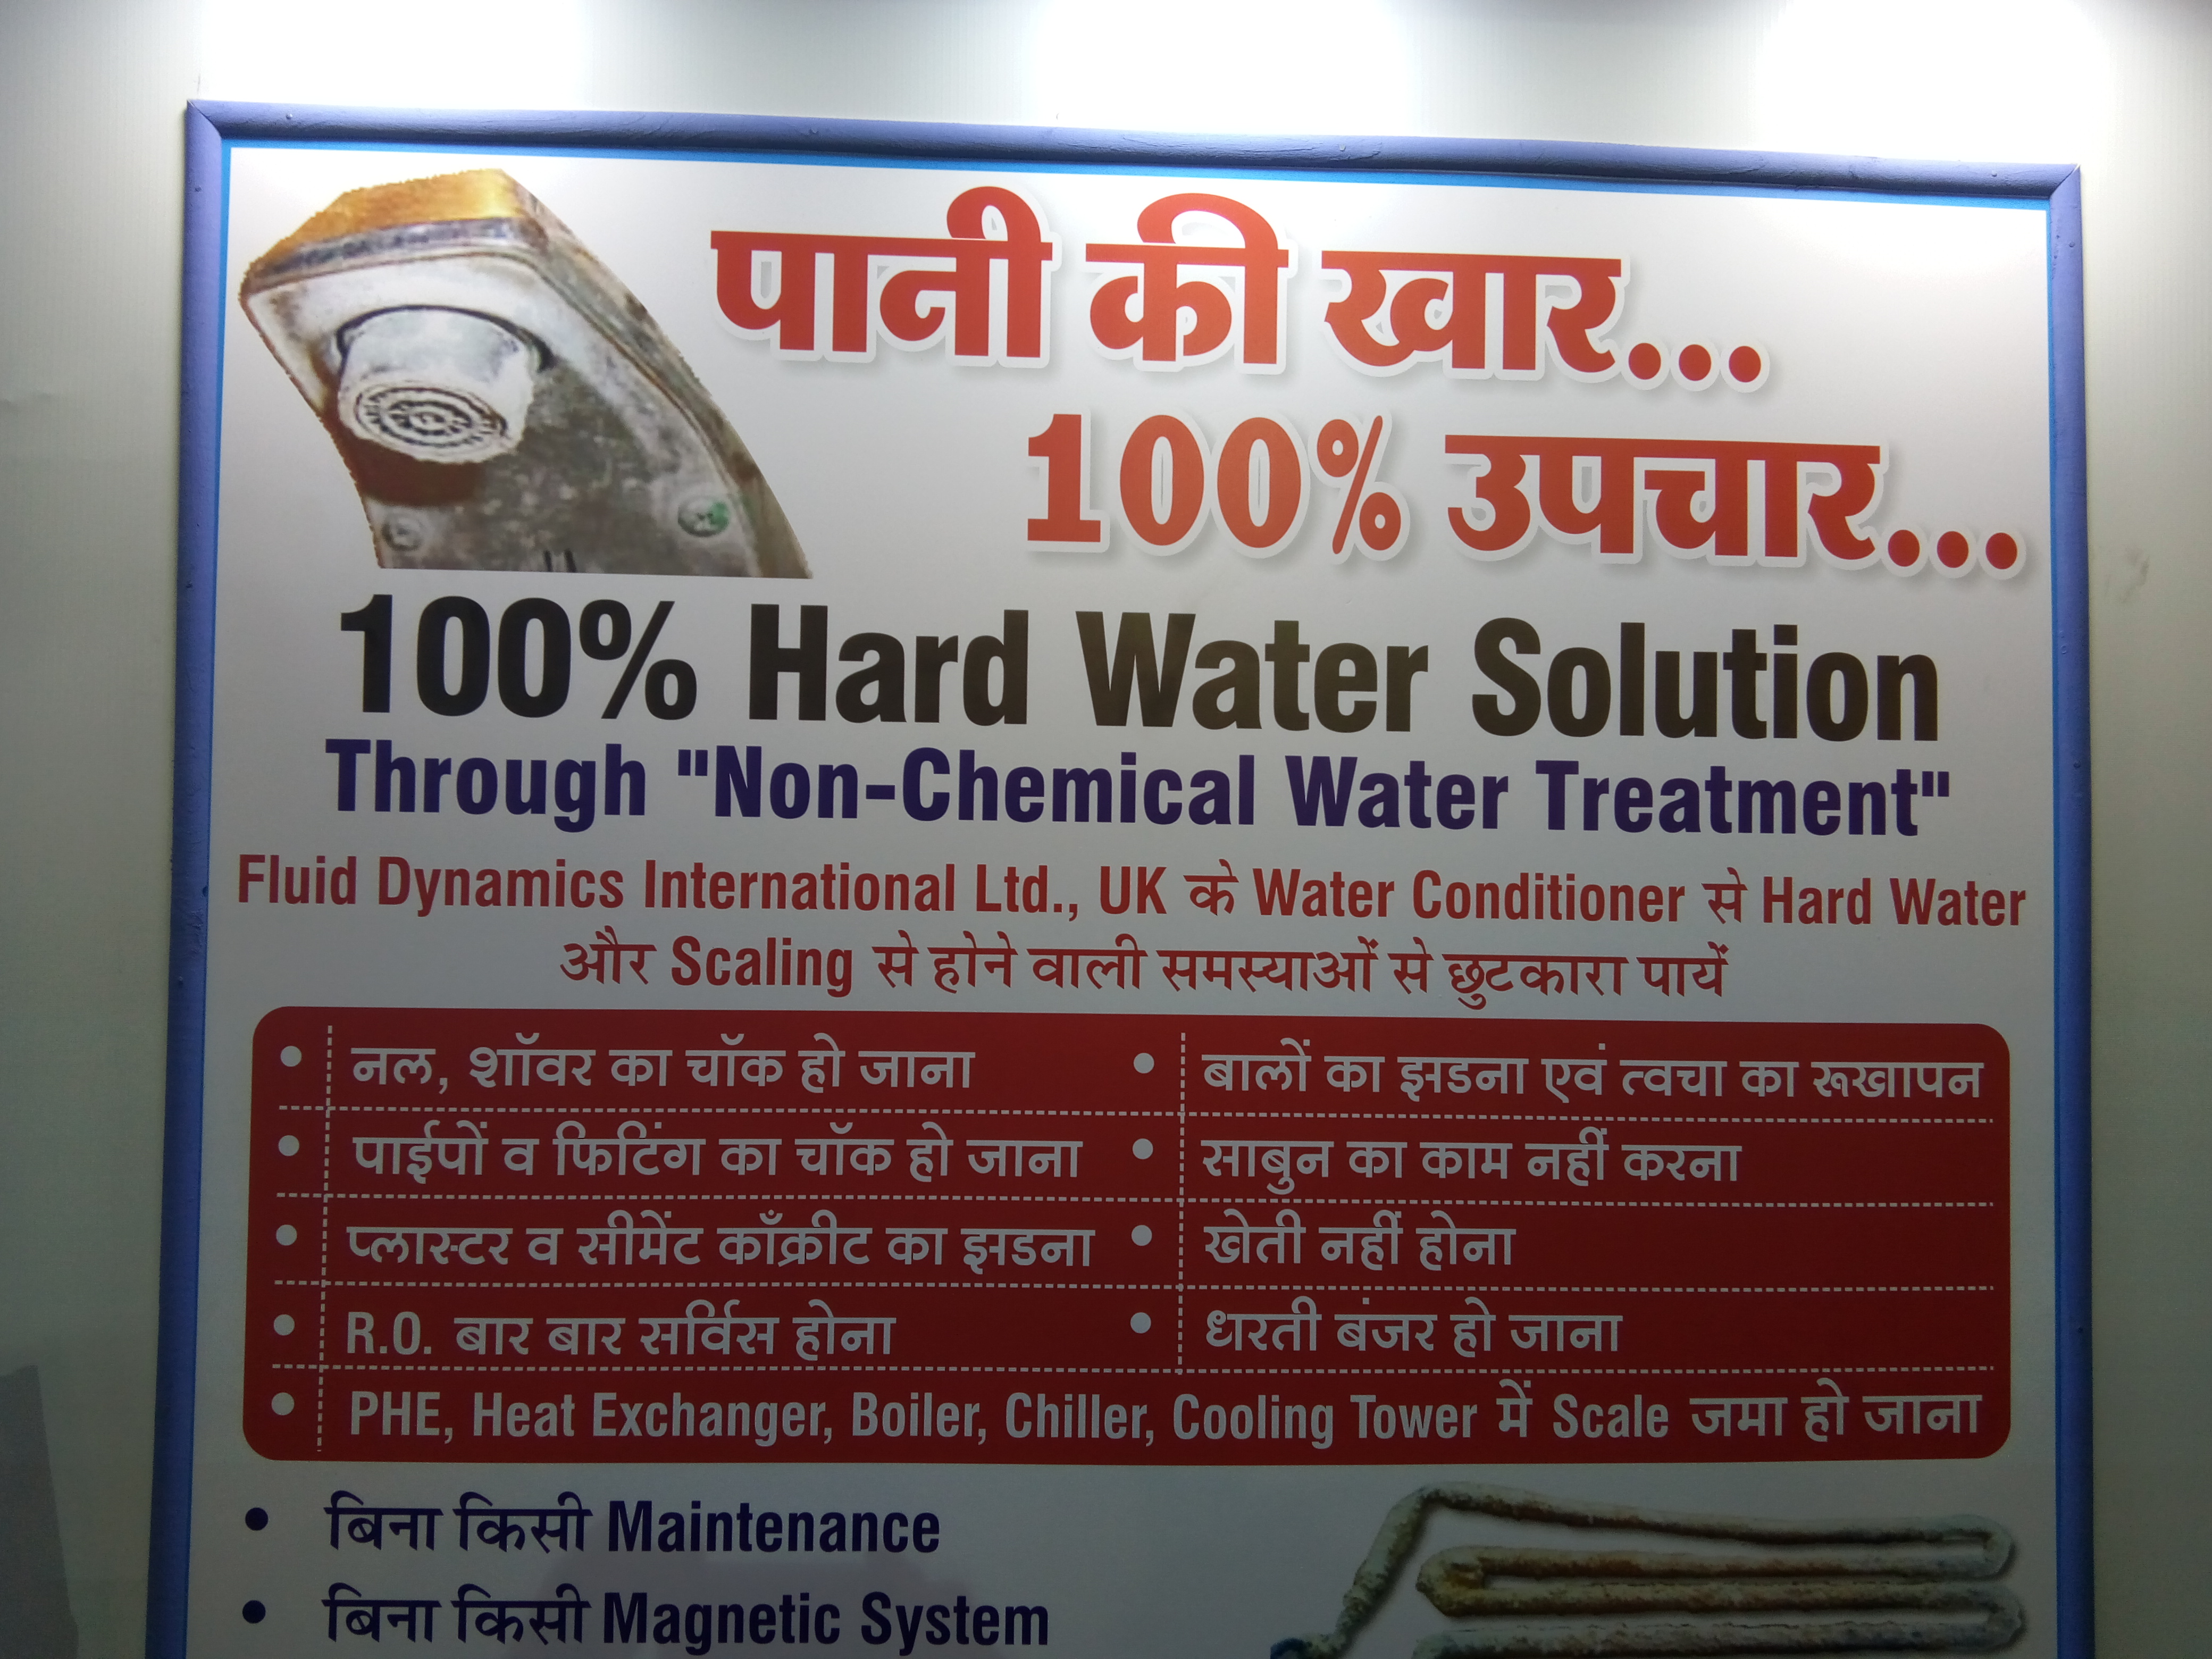 पानी की खार...
100% उपचार...
100% Hard Water Solution
Through "Non-Chemical Water Treatment"
Fluid Dynamics International Ltd., UK के Water Conditioner से Hard Water
और Scaling से होने वाली समस्याओं से छुटकारा पायें
• नल, शॉवर का चॉक हो जाना • बालों का झडना एवं त्वचा का रूखापन
• पाईपों व फिटिंग का चॉक हो जाना • साबुन का काम नहीं करना
• प्लास्टर व सीमेंट कॉंक्रीट का झडना • खेती नहीं होना
• R.O. बार बार सर्विस होना • धरती बंजर हो जाना
• PHE, Heat Exchanger, Boiler, Chiller, Cooling Tower में Scale जमा हो जाना
• बिना किसी Maintenance
• बिना किसी Magnetic System